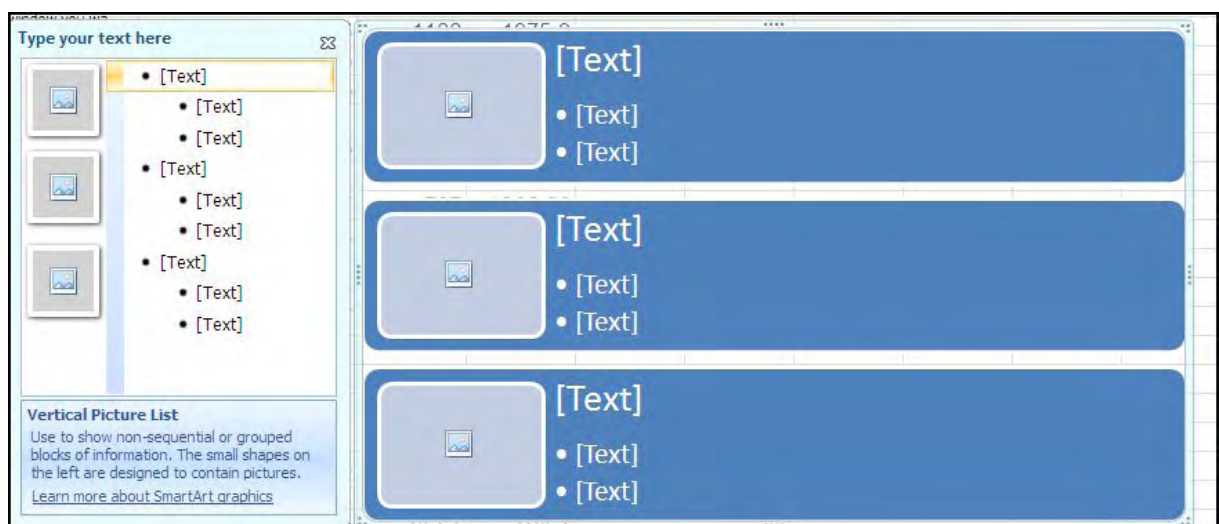 Type your text here
• [Text]
• [Text]
• [Text]
• [Text]
• [Text]
• [Text]
• [Text]
• [Text]
• [Text]
Vertical Picture List
Use to show non-sequential or grouped
blocks of information. The small shapes on
the left are designed to contain pictures.
Learn more about SmartArt graphics
[Text]
• [Text]
• [Text]
[Text]
• [Text]
• [Text]
[Text]
• [Text]
• [Text]